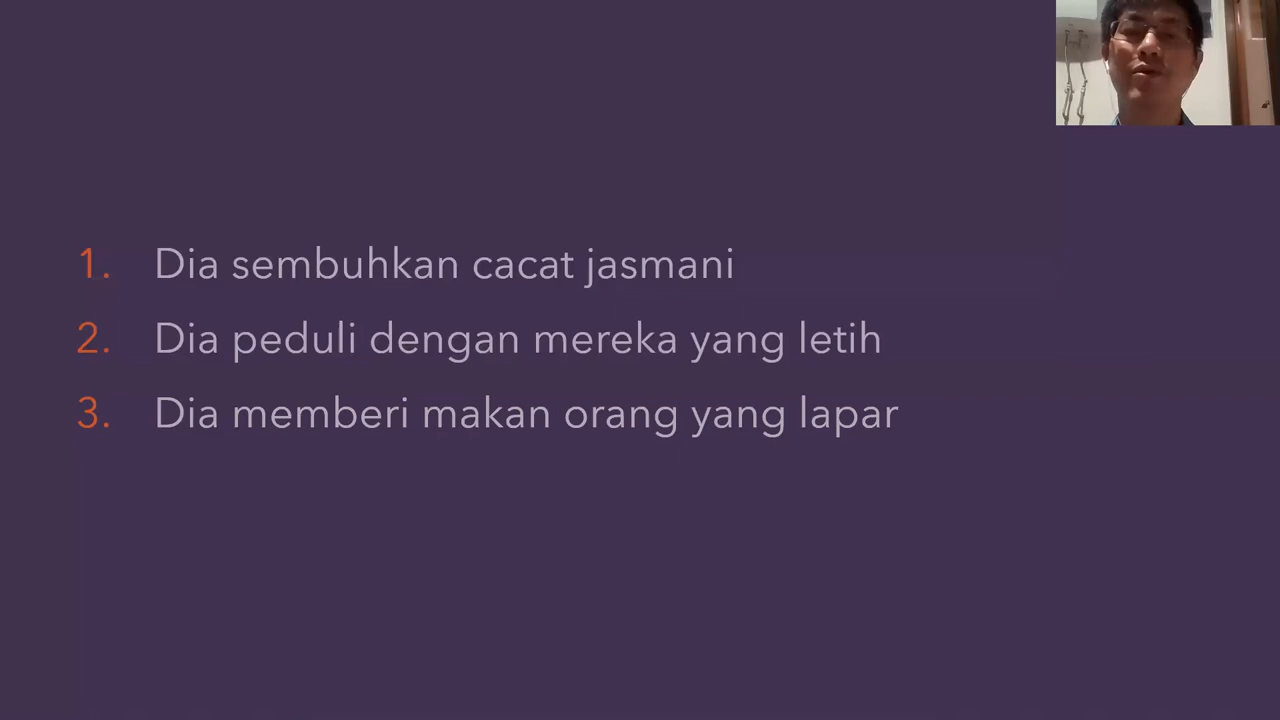 1. Dia sembuhkan cacat jasmani
2. Dia peduli dengan mereka yang letih
3. Dia memberi makan orang yang lapar